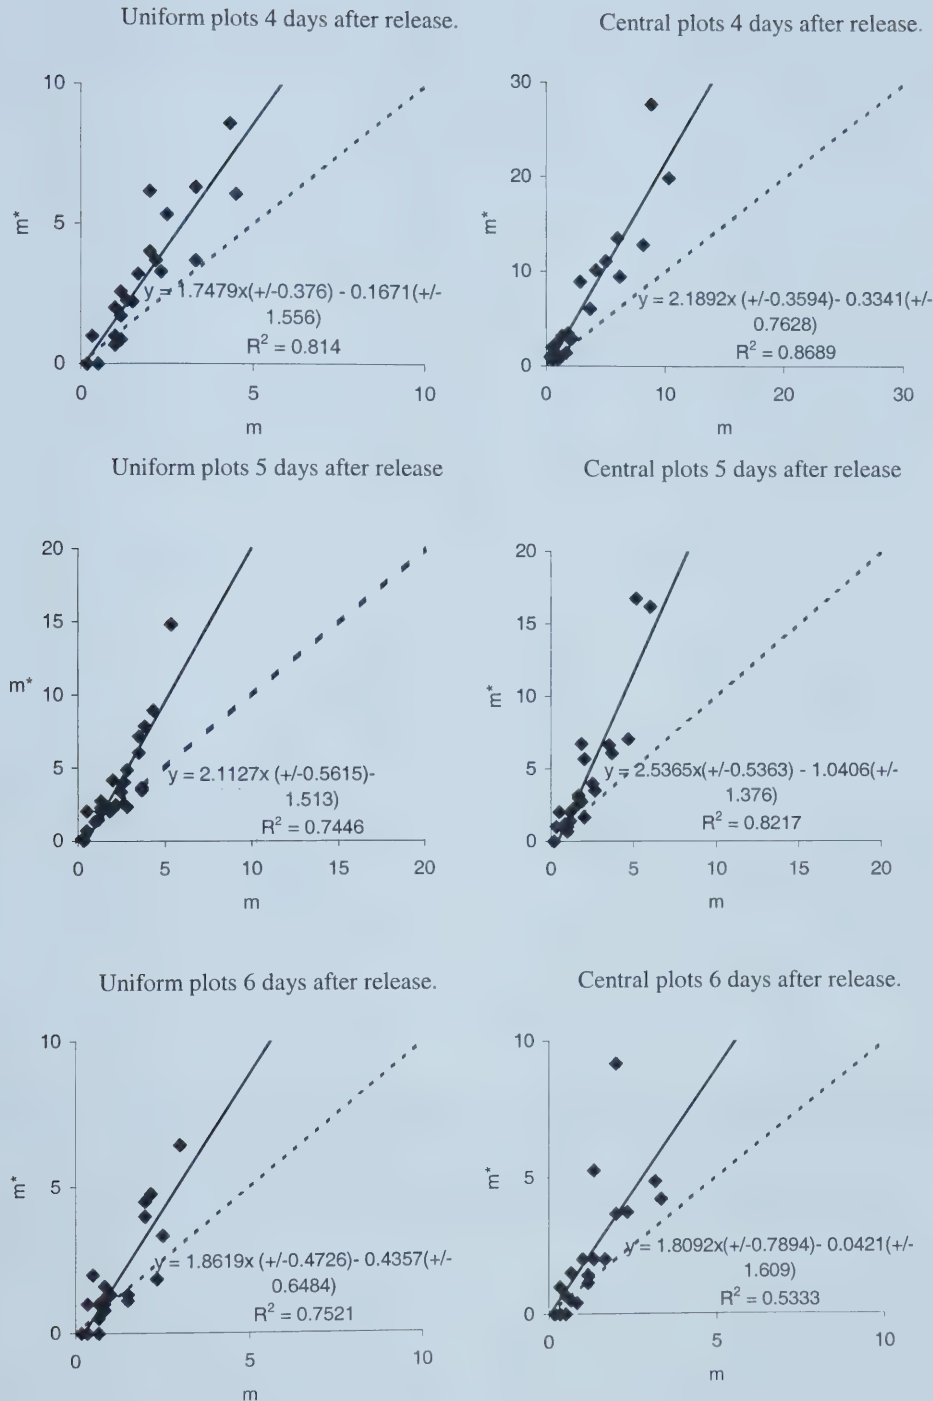 Uniform plots 4 days after release.
10
5
0
m*
y = 1.7479x(+/-0.376) - 0.1671(+/-
1.556)
R² = 0.814
0 5 10
m
Central plots 4 days after release.
30
20
10
0
m*
y = 2.1892x (+/-0.3594)- 0.3341(+/-
0.7628)
R² = 0.8689
0 10 20 30
m
Uniform plots 5 days after release
20
15
10
5
0
m*
y = 2.1127x (+/-0.5615)-
1.513)
R² = 0.7446
0 5 10 15 20
m
Central plots 5 days after release
20
15
10
5
0
m*
y = 2.5365x(+/-0.5363) - 1.0406(+/-
1.376)
R² = 0.8217
0 5 10 15 20
m
Uniform plots 6 days after release.
10
5
0
m*
y = 1.8619x (+/-0.4726)- 0.4357(+/-
0.6484)
R² = 0.7521
0 5 10
m
Central plots 6 days after release.
10
5
0
m*
y = 1.8092x(+/-0.7894)- 0.0421(+/-
1.609)
R² = 0.5333
0 5 10
m